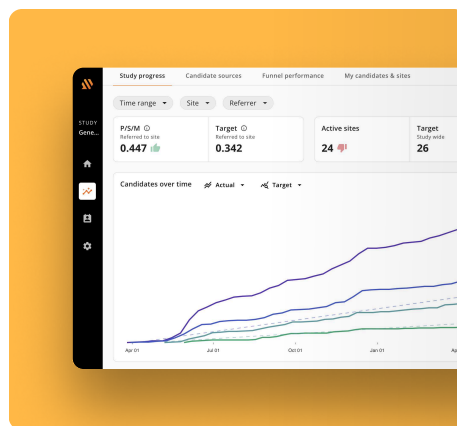 Study progress Candidate sources Funnel performance My candidates & sites
Time range Site Referrer
STUDY
Gene...
P/S/M Target Active sites Target
Referred to site Referred to site Study wide
0.447 0.342 24 26
Candidates over time Actual Target
Apr 01 Jul 01 Oct 01 Jan 01 Ap